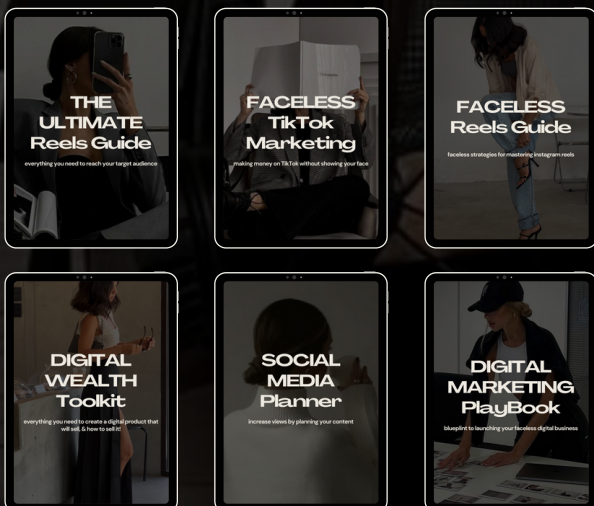 THE
ULTIMATE
Reels Guide
everything you need to reach your target audience
FACELESS
TikTok
Marketing
making money on TikTok without showing your face
FACELESS
Reels Guide
faceless strategies for mastering instagram reels
DIGITAL
WEALTH
Toolkit
everything you need to create a digital product that
will sell, & how to sell it!
SOCIAL
MEDIA
Planner
increase views by planning your content
DIGITAL
MARKETING
PlayBook
blueplint to launching your faceless digital business